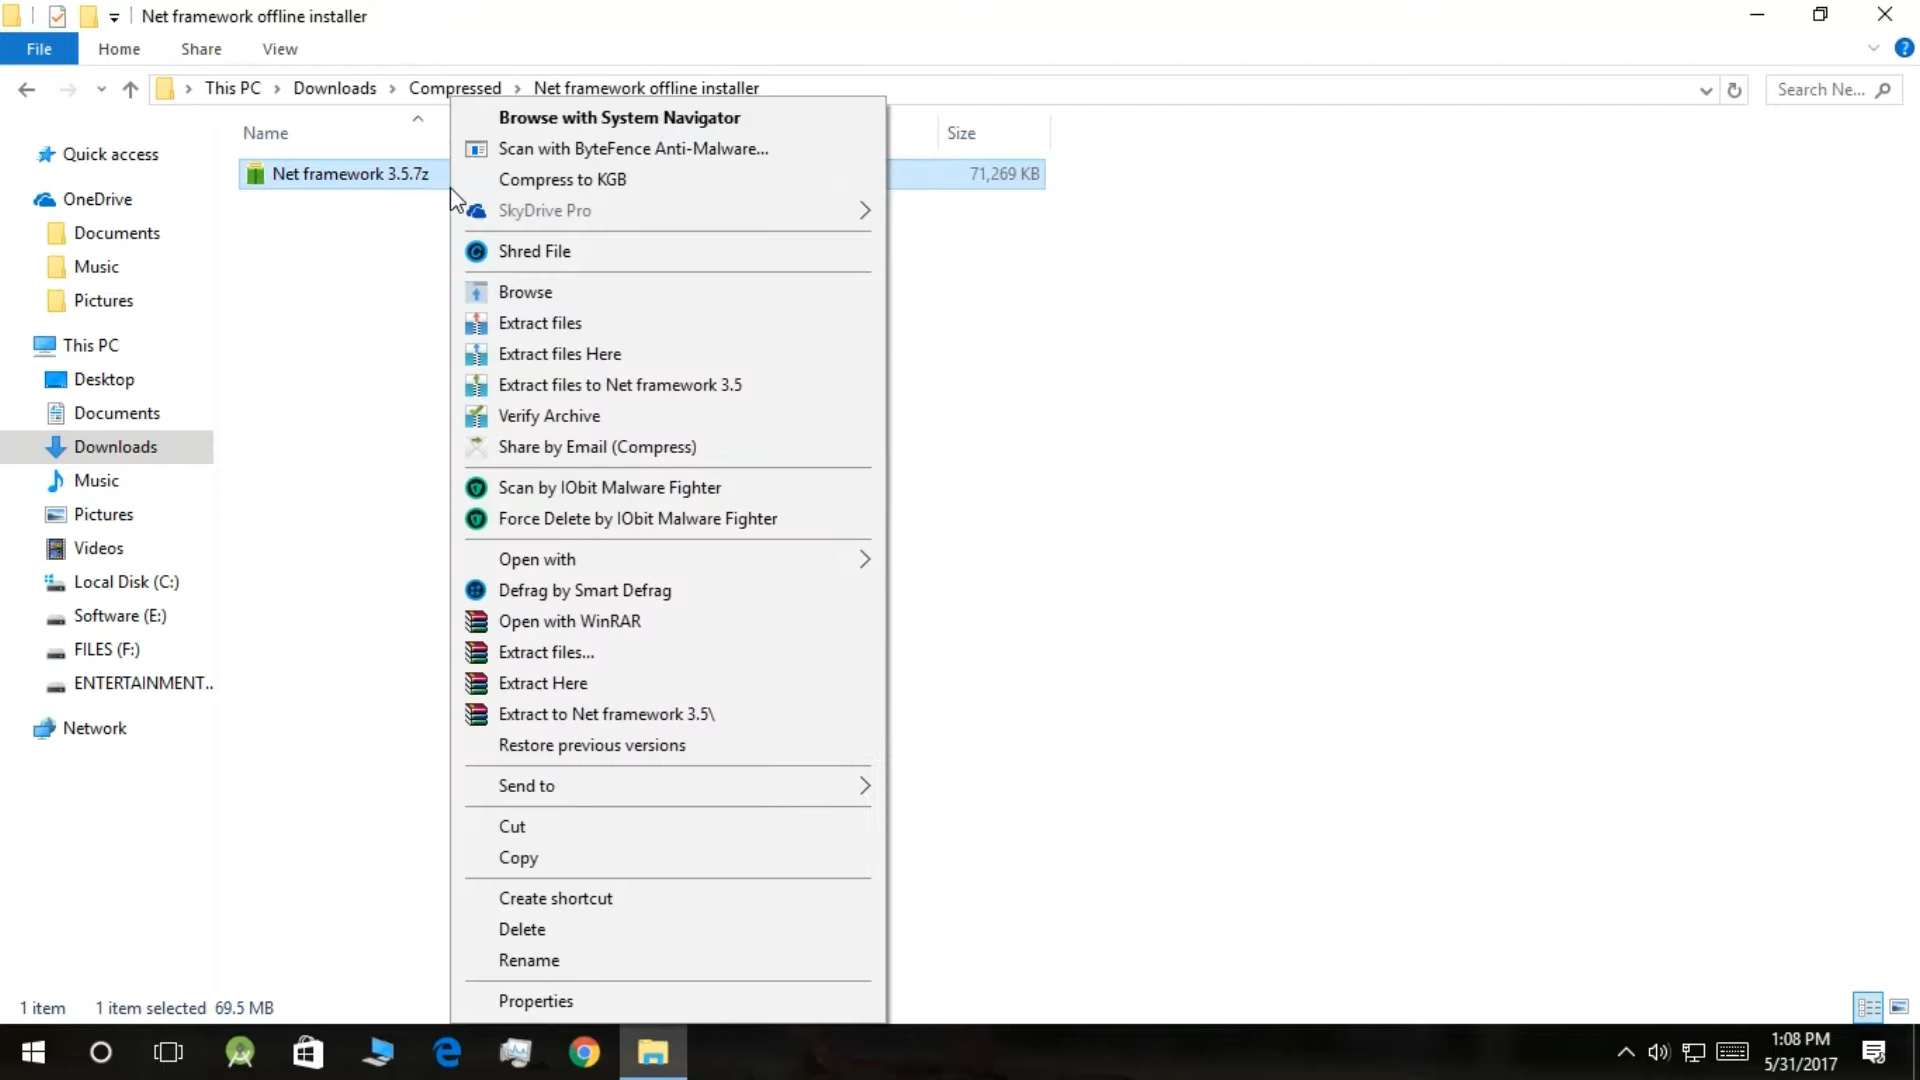 Net framework offline installer
File Home Share View
This PC Downloads Compressed Net framework offline installer
Search Ne...
Name
Size
Net framework 3.5.7z
71,269 KB
Quick access
OneDrive
Documents
Music
Pictures
This PC
Desktop
Documents
Downloads
Music
Pictures
Videos
Local Disk (C:)
Software (E:)
FILES (F:)
ENTERTAINMENT..
Network
Browse with System Navigator
Scan with ByteFence Anti-Malware...
Compress to KGB
SkyDrive Pro
Shred File
Browse
Extract files
Extract files Here
Extract files to Net framework 3.5
Verify Archive
Share by Email (Compress)
Scan by IObit Malware Fighter
Force Delete by IObit Malware Fighter
Open with
Defrag by Smart Defrag
Open with WinRAR
Extract files...
Extract Here
Extract to Net framework 3.5\
Restore previous versions
Send to
Cut
Copy
Create shortcut
Delete
Rename
Properties
1 item 1 item selected 69.5 MB
1:08 PM
5/31/2017